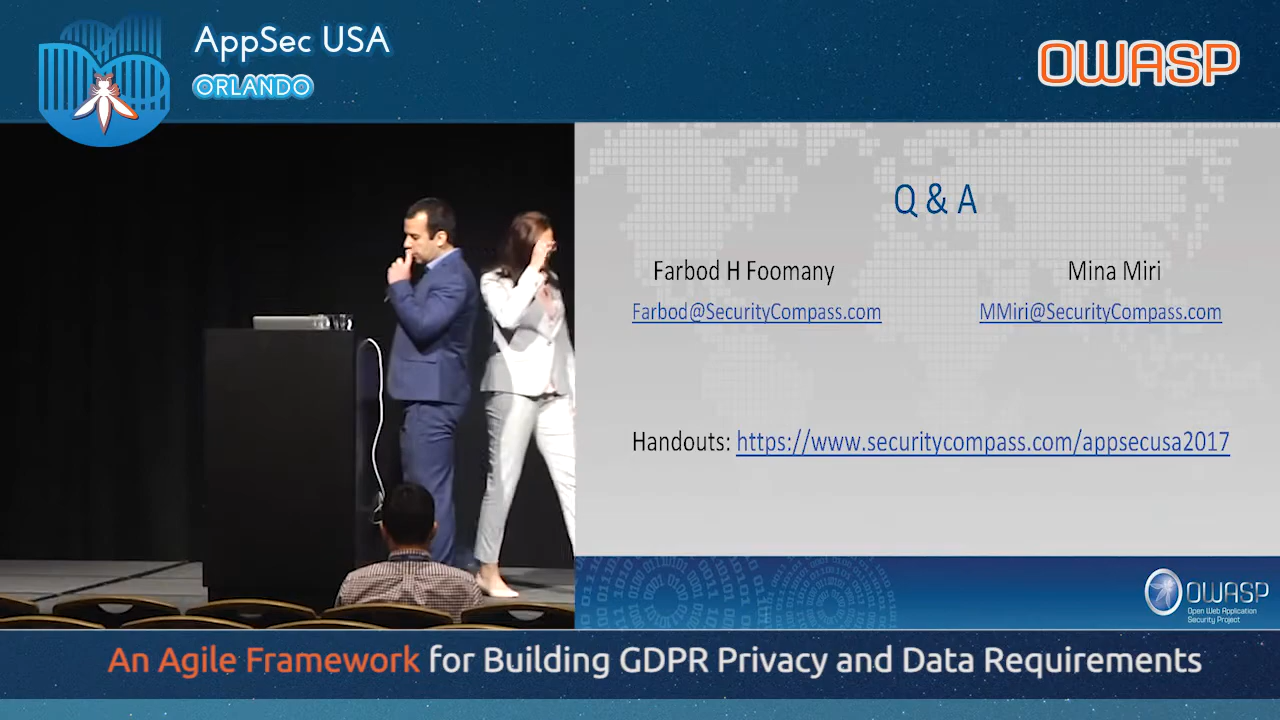 AppSec USA
ORLANDO
OWASP
Q & A
Farbod H Foomany
Mina Miri
Farbod@SecurityCompass.com
MMiri@SecurityCompass.com
Handouts: https://www.securitycompass.com/appsecusa2017
OWASP
Open Web Application
Security Project
An Agile Framework for Building GDPR Privacy and Data Requirements